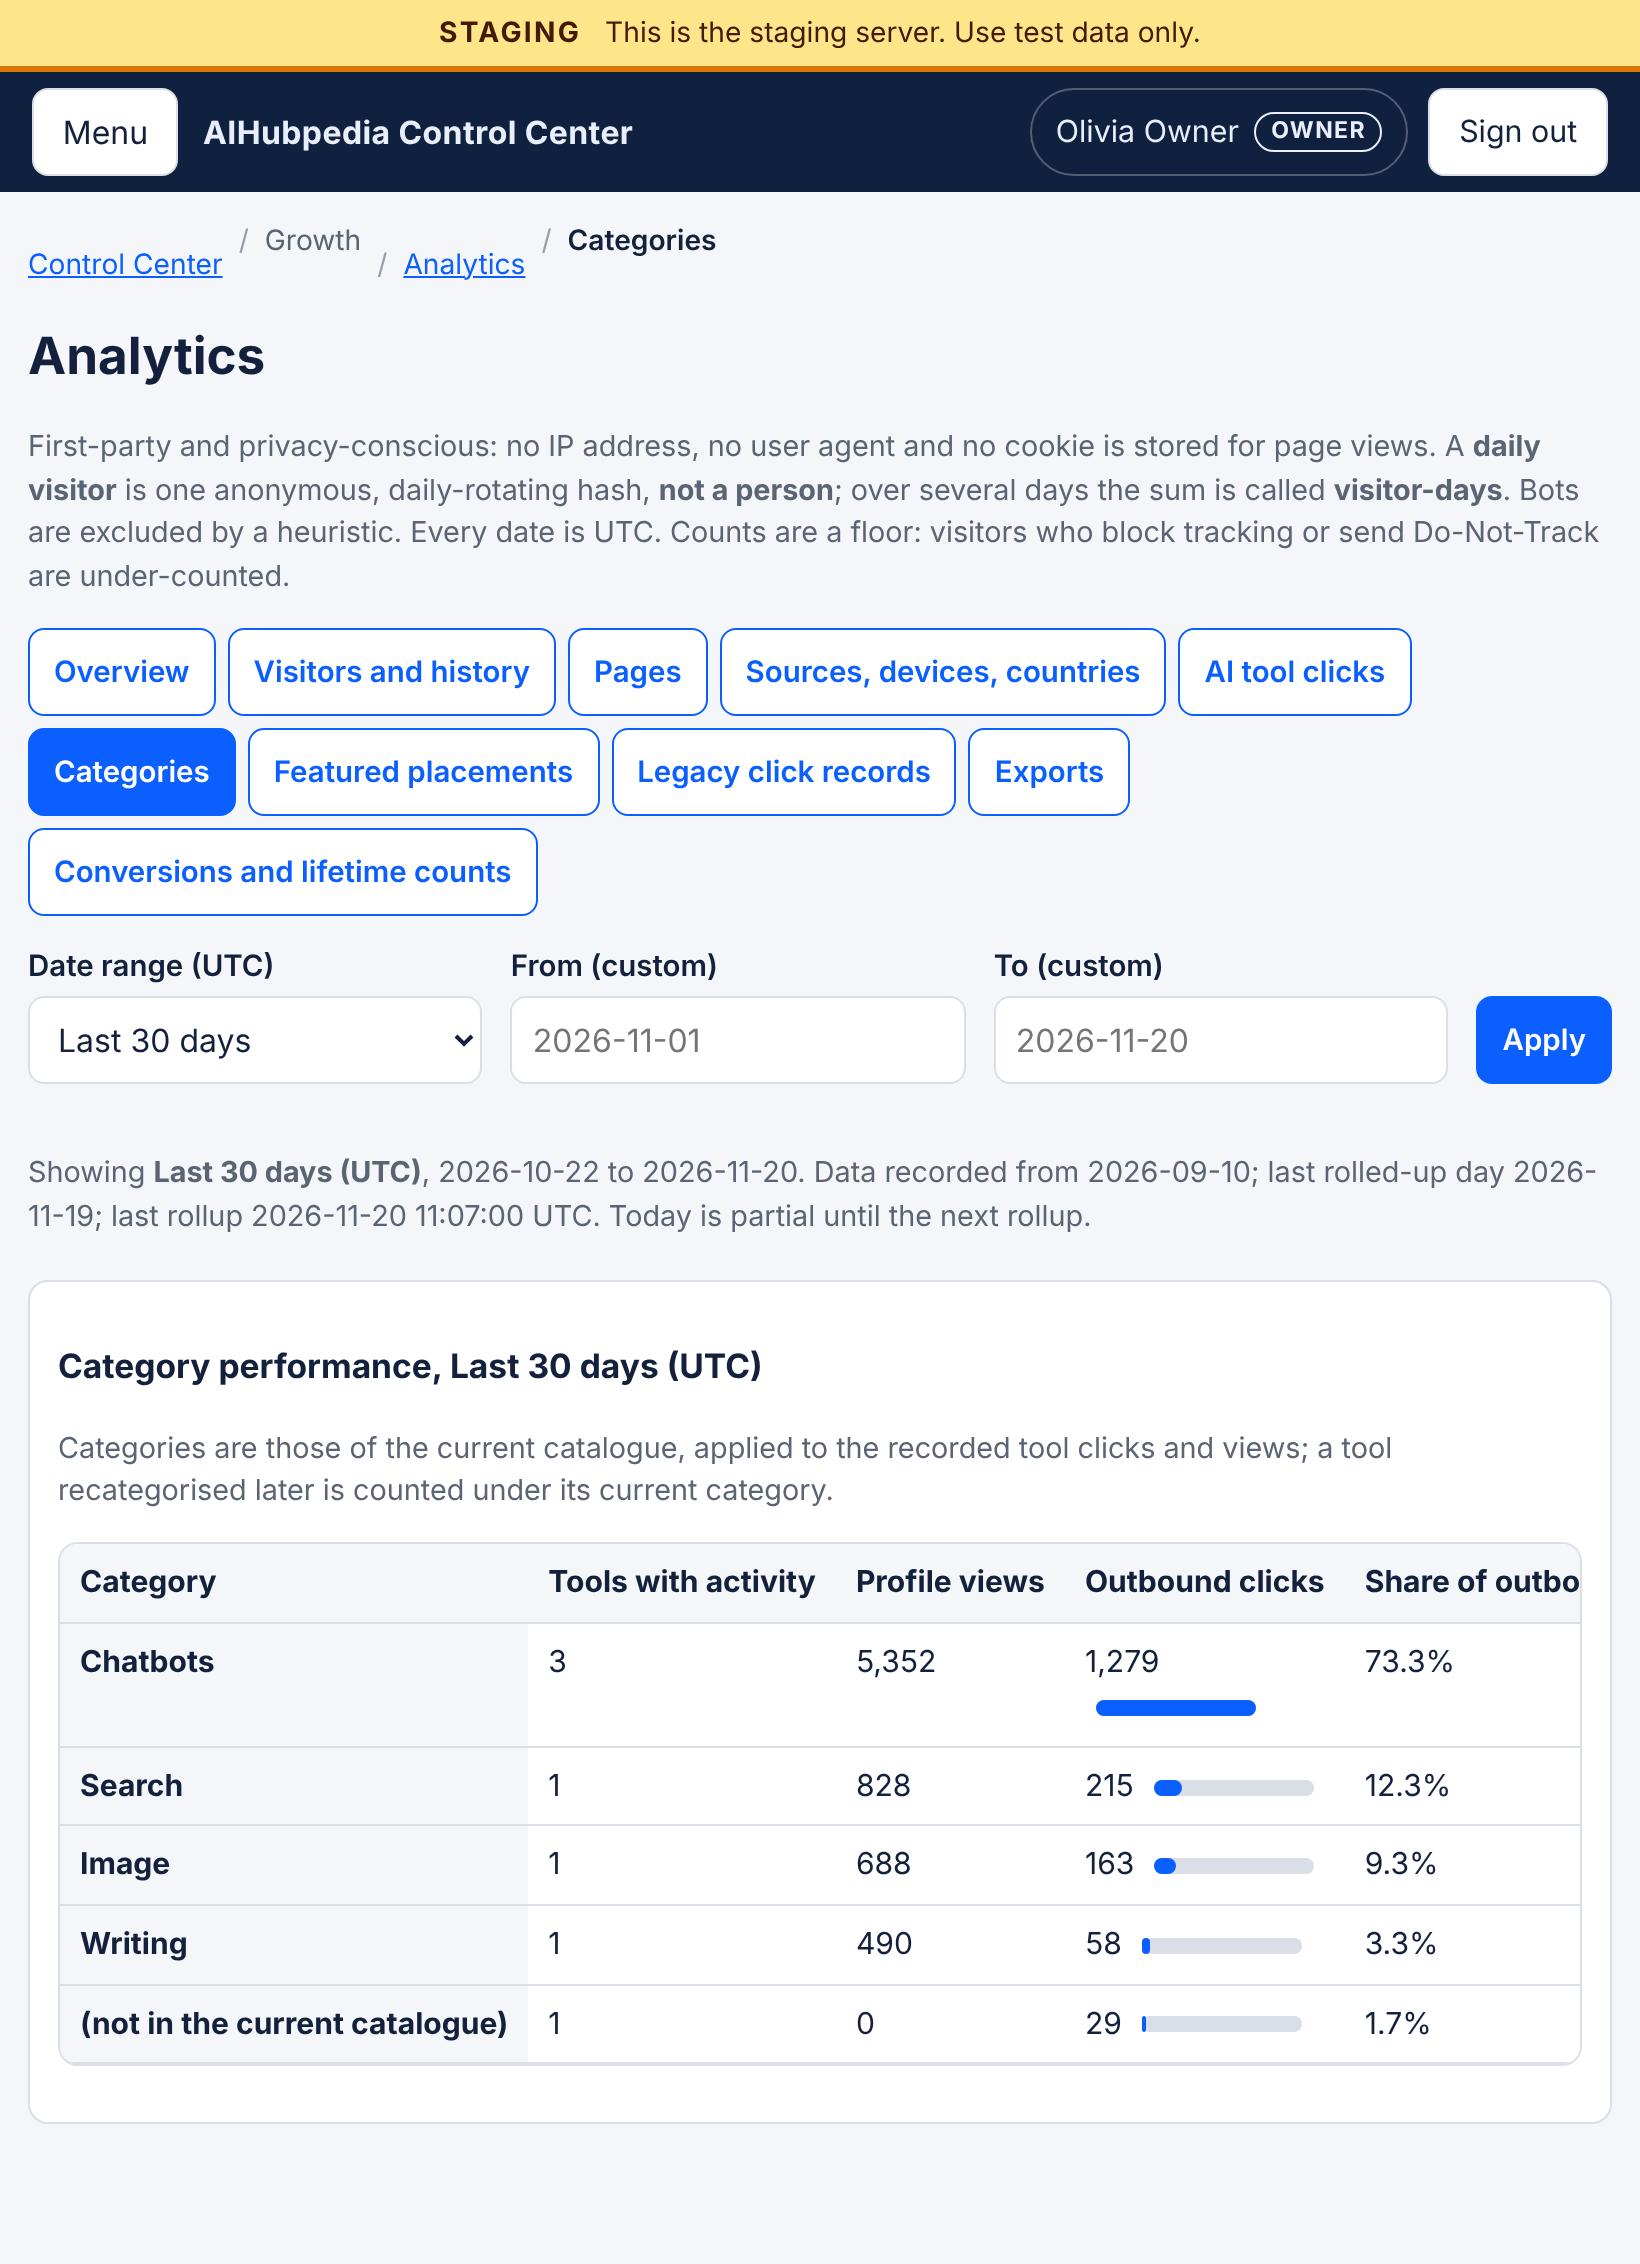 STAGING This is the staging server. Use test data only.
Menu AIHubpedia Control Center Olivia Owner OWNER Sign out
Control Center / Growth / Analytics / Categories
Analytics
First-party and privacy-conscious: no IP address, no user agent and no cookie is stored for page views. A daily
visitor is one anonymous, daily-rotating hash, not a person; over several days the sum is called visitor-days. Bots
are excluded by a heuristic. Every date is UTC. Counts are a floor: visitors who block tracking or send Do-Not-Track
are under-counted.
Overview Visitors and history Pages Sources, devices, countries AI tool clicks
Categories Featured placements Legacy click records Exports
Conversions and lifetime counts
Date range (UTC) From (custom) To (custom)
Last 30 days 2026-11-01 2026-11-20 Apply
Showing Last 30 days (UTC), 2026-10-22 to 2026-11-20. Data recorded from 2026-09-10; last rolled-up day 2026-
11-19; last rollup 2026-11-20 11:07:00 UTC. Today is partial until the next rollup.
Category performance, Last 30 days (UTC)
Categories are those of the current catalogue, applied to the recorded tool clicks and views; a tool
recategorised later is counted under its current category.
Category Tools with activity Profile views Outbound clicks Share of outbo
Chatbots 3 5,352 1,279 73.3%
Search 1 828 215 12.3%
Image 1 688 163 9.3%
Writing 1 490 58 3.3%
(not in the current catalogue) 1 0 29 1.7%